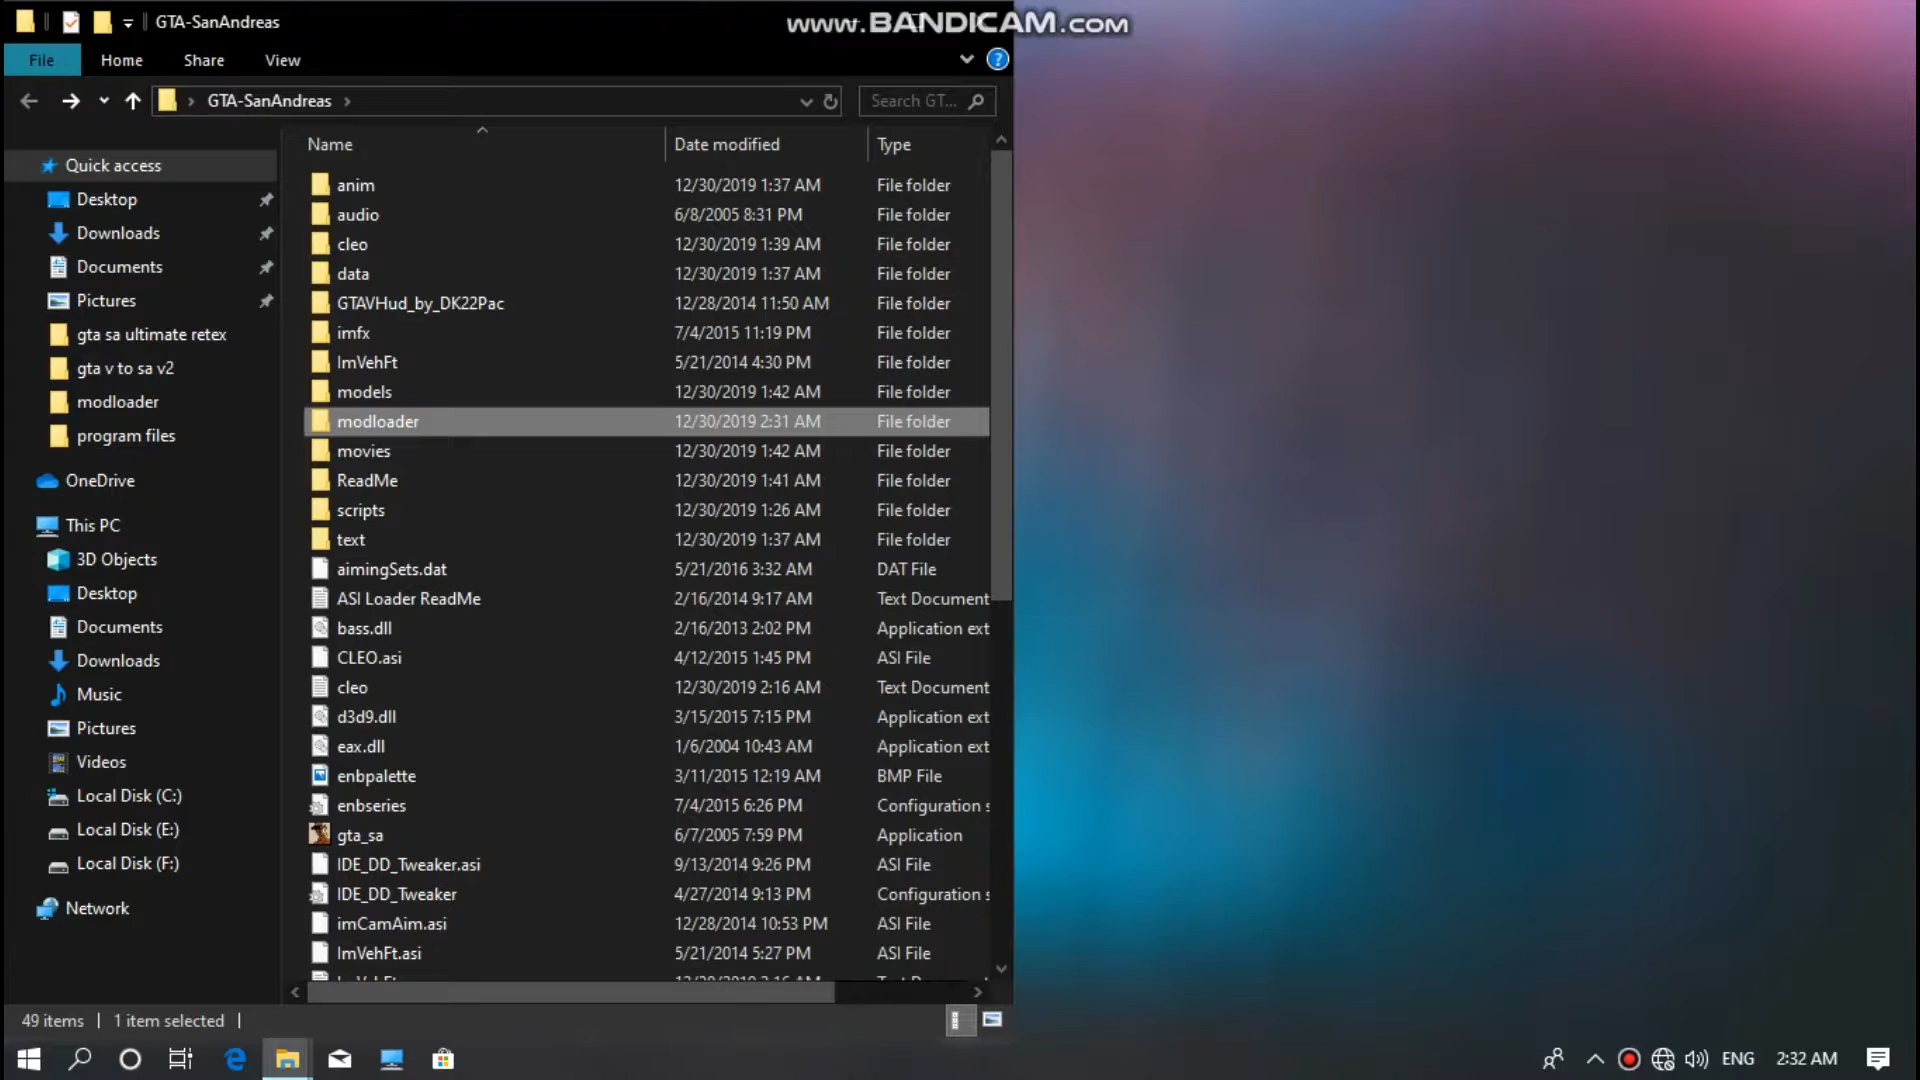 GTA-SanAndreas
www.BANDICAM.com
File Home Share View
GTA-SanAndreas
Search GT...
Name Date modified Type
Quick access
Desktop
Downloads
Documents
Pictures
gta sa ultimate retex
gta v to sa v2
modloader
program files
OneDrive
This PC
3D Objects
Desktop
Documents
Downloads
Music
Pictures
Videos
Local Disk (C:)
Local Disk (E:)
Local Disk (F:)
Network
anim 12/30/2019 1:37 AM File folder
audio 6/8/2005 8:31 PM File folder
cleo 12/30/2019 1:39 AM File folder
data 12/30/2019 1:37 AM File folder
GTAVHud_by_DK22Pac 12/28/2014 11:50 AM File folder
imfx 7/4/2015 11:19 PM File folder
ImVehFt 5/21/2014 4:30 PM File folder
models 12/30/2019 1:42 AM File folder
modloader 12/30/2019 2:31 AM File folder
movies 12/30/2019 1:42 AM File folder
ReadMe 12/30/2019 1:41 AM File folder
scripts 12/30/2019 1:26 AM File folder
text 12/30/2019 1:37 AM File folder
aimingSets.dat 5/21/2016 3:32 AM DAT File
ASI Loader ReadMe 2/16/2014 9:17 AM Text Document
bass.dll 2/16/2013 2:02 PM Application ext
CLEO.asi 4/12/2015 1:45 PM ASI File
cleo 12/30/2019 2:16 AM Text Document
d3d9.dll 3/15/2015 7:15 PM Application ext
eax.dll 1/6/2004 10:43 AM Application ext
enbpalette 3/11/2015 12:19 AM BMP File
enbseries 7/4/2015 6:26 PM Configuration s
gta_sa 6/7/2005 7:59 PM Application
IDE_DD_Tweaker.asi 9/13/2014 9:26 PM ASI File
IDE_DD_Tweaker 4/27/2014 9:13 PM Configuration s
imCamAim.asi 12/28/2014 10:53 PM ASI File
ImVehFt.asi 5/21/2014 5:27 PM ASI File
49 items 1 item selected
ENG 2:32 AM